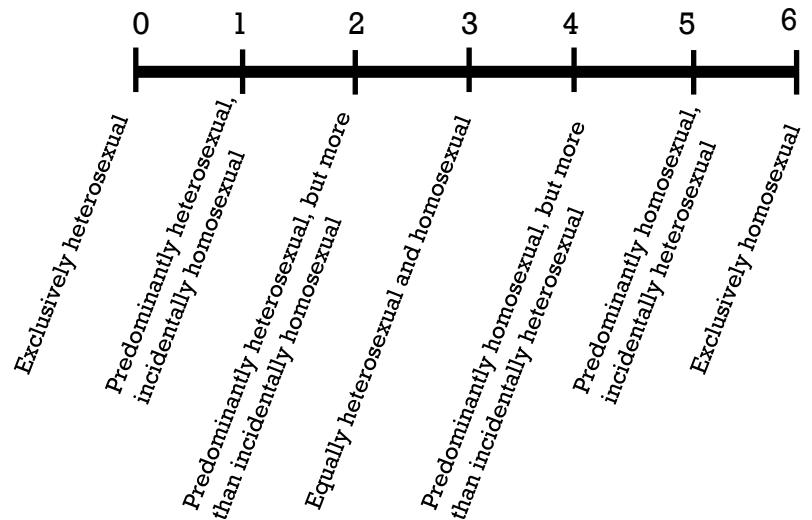 0 1 2 3 4 5 6
Exclusively heterosexual
Predominantly heterosexual,
incidentally homosexual
Predominantly heterosexual, but more
than incidentally homosexual
Equally heterosexual and homosexual
Predominantly homosexual, but more
than incidentally heterosexual
Predominantly homosexual,
incidentally heterosexual
Exclusively homosexual